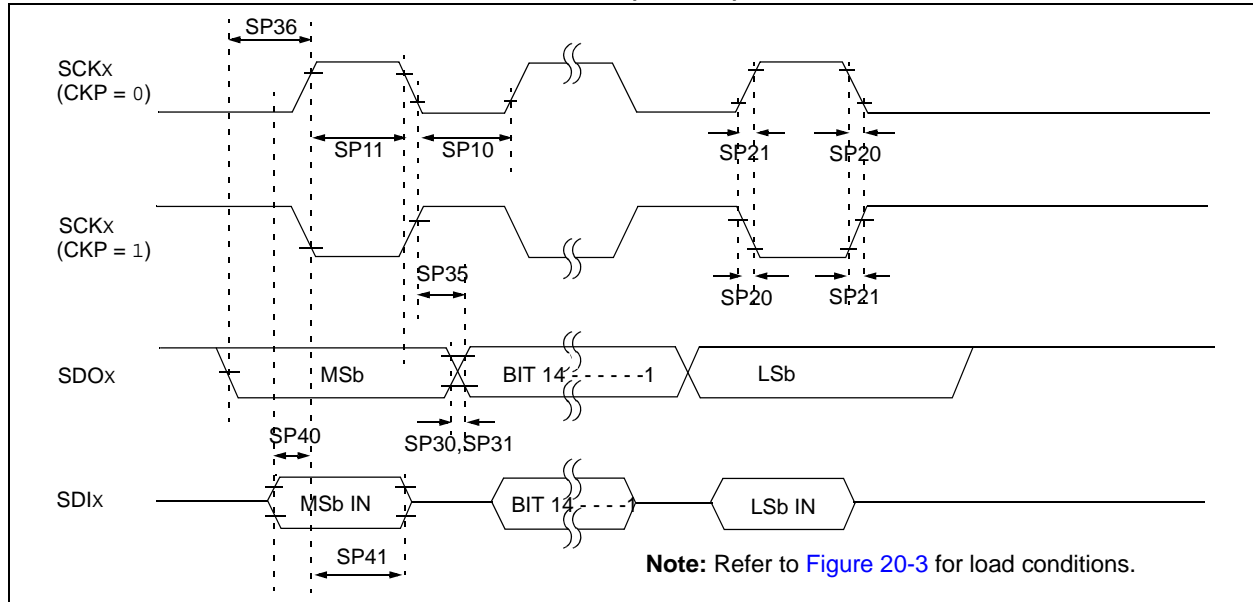 SP36
SCKx
(CKP = 0)
SP11
SP10
SP21
SP20
SCKx
(CKP = 1)
SP35
SP20
SP21
SDOx
MSb
BIT 14 - - - - - -1
LSb
SP40
SP30,SP31
SDIx
MSb IN
BIT 14 - - - -1
LSb IN
SP41
Note: Refer to Figure 20-3 for load conditions.